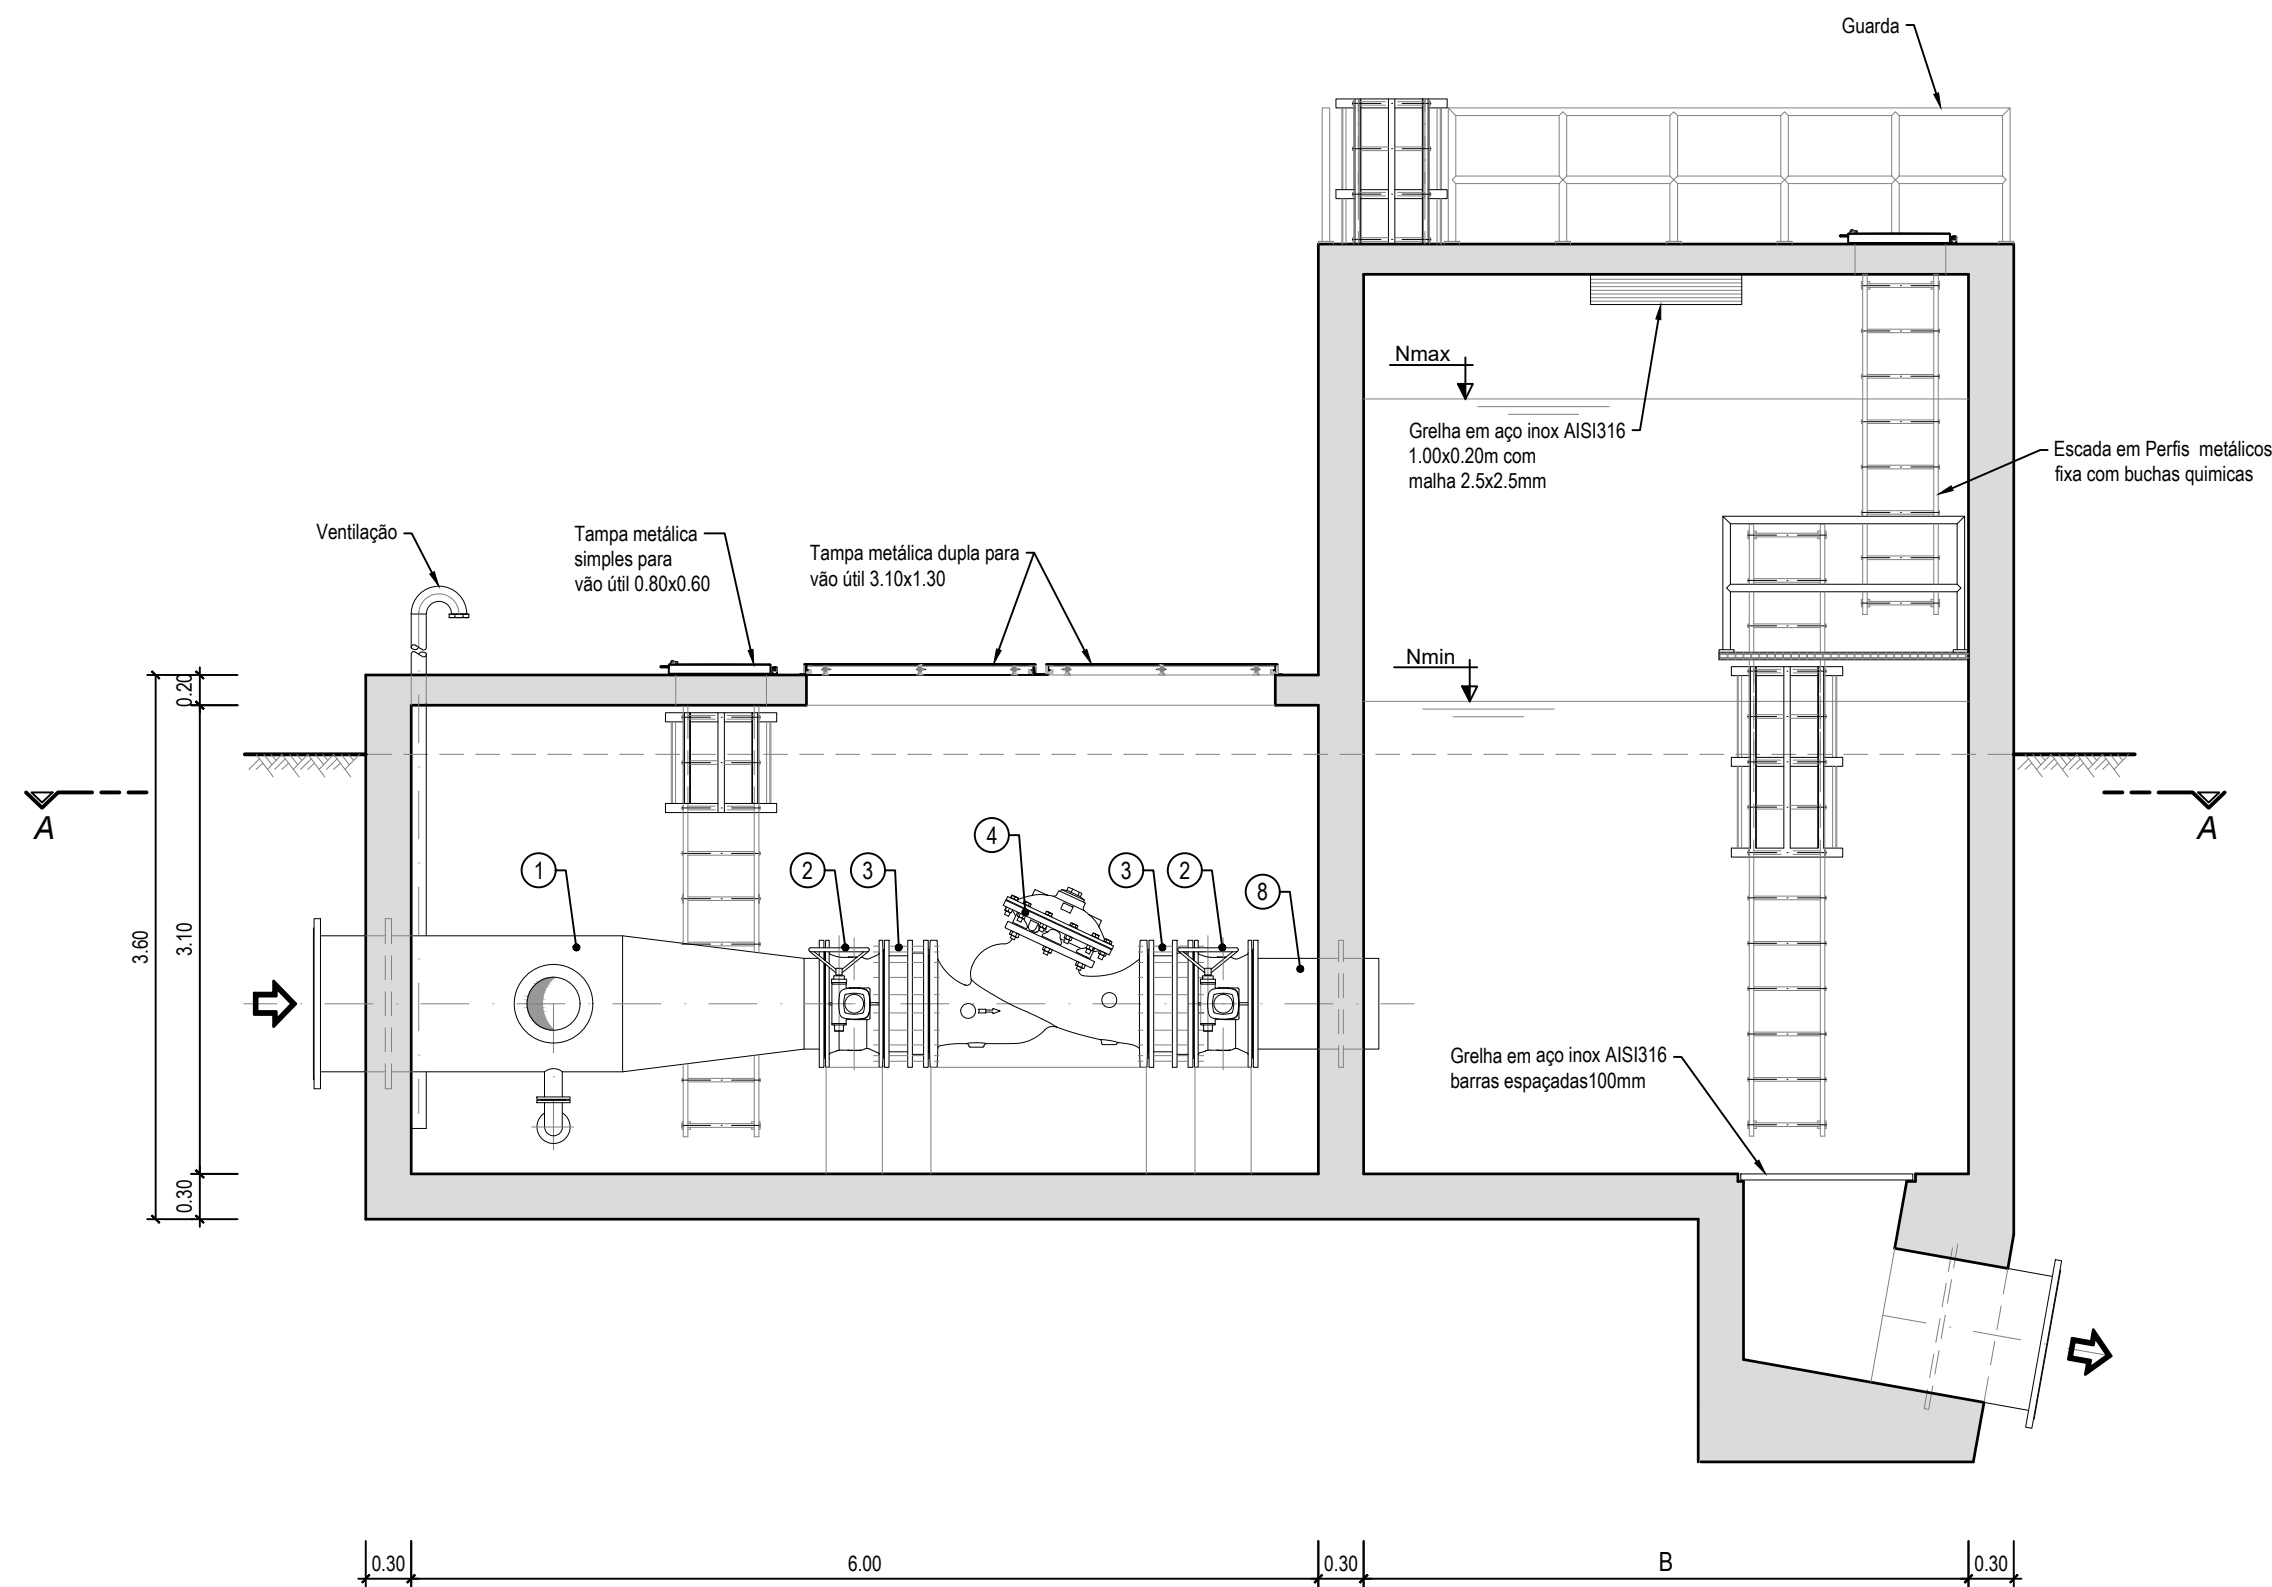 Guarda
Nmax
Grelha em aço inox AISI316
1.00x0.20m com
malha 2.5x2.5mm
Escada em Perfis metálicos
fixa com buchas quimicas
Ventilação
Tampa metálica
simples para
vão útil 0.80x0.60
Tampa metálica dupla para
vão útil 3.10x1.30
Nmin
0.20
A
A
4
1
2
3
3
2
8
3.60
3.10
Grelha em aço inox AISI316
barras espaçadas100mm
0.30
0.30
6.00
0.30
B
0.30